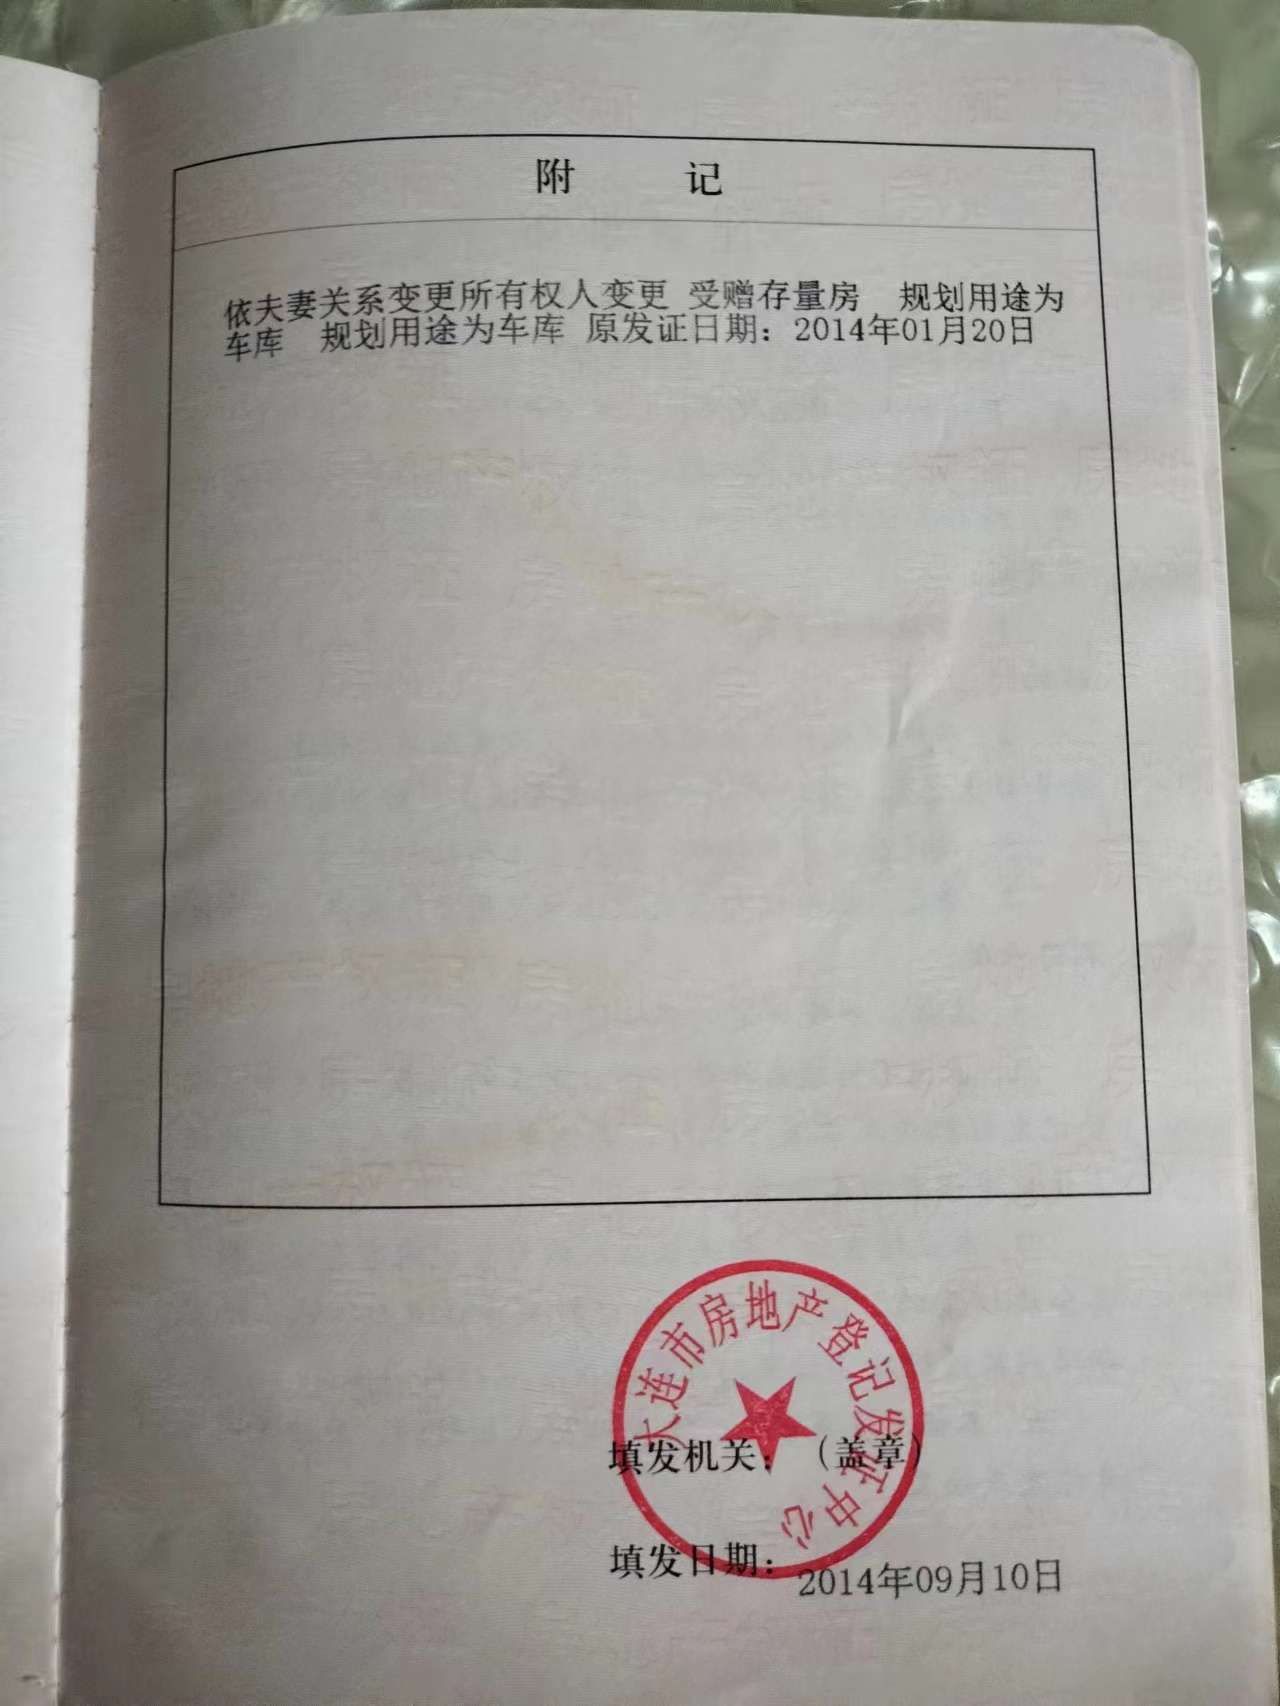 附 记
依夫妻关系变更所有权人变更 受赠存量房 规划用途为
车库 规划用途为车库 原发证日期：2014年01月20日
大连市房地产登记发证中心
填发机关： （盖章）
填发日期：
2014年09月10日